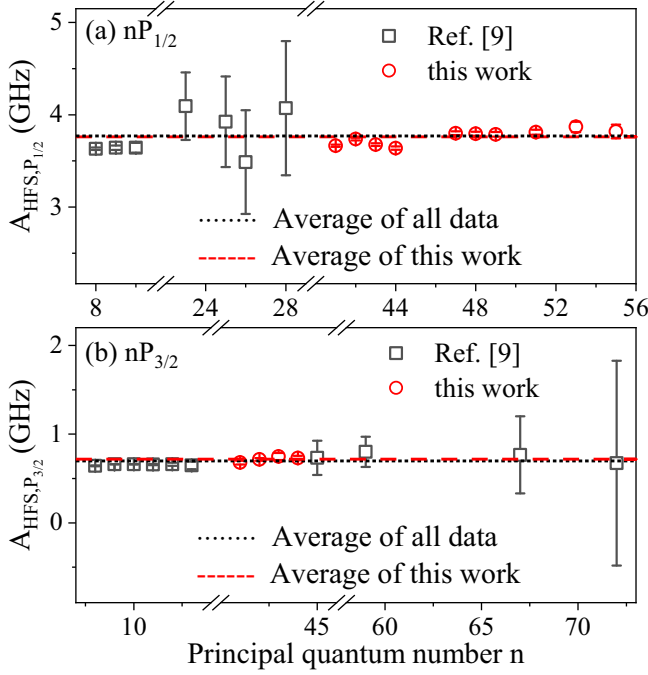 (a) nP1/2
Ref. [9]
this work
5
4
3
A_HFS,P1/2 (GHz)
Average of all data
Average of this work
8 24 28 44 48 52 56
(b) nP3/2
Ref. [9]
this work
2
1
0
A_HFS,P3/2 (GHz)
Average of all data
Average of this work
10 45 60 65 70
Principal quantum number n